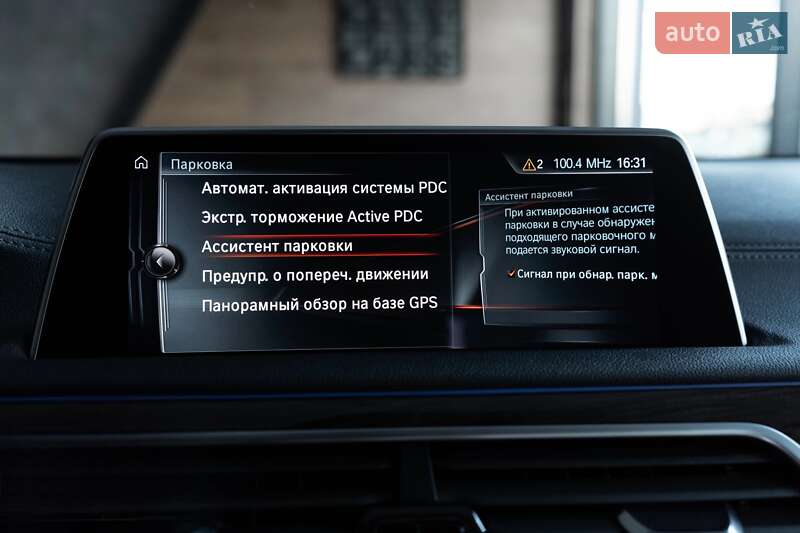 auto RIA
.com
Парковка
2 100.4 MHz 16:31
Автомат. активация системы PDC
Экстр. торможение Active PDC
Ассистент парковки
Предупр. о попереч. движении
Панорамный обзор на базе GPS
Ассистент парковки
При активированном ассисте
парковки в случае обнаружен
подходящего парковочного м
подается звуковой сигнал.
Сигнал при обнар. парк. м